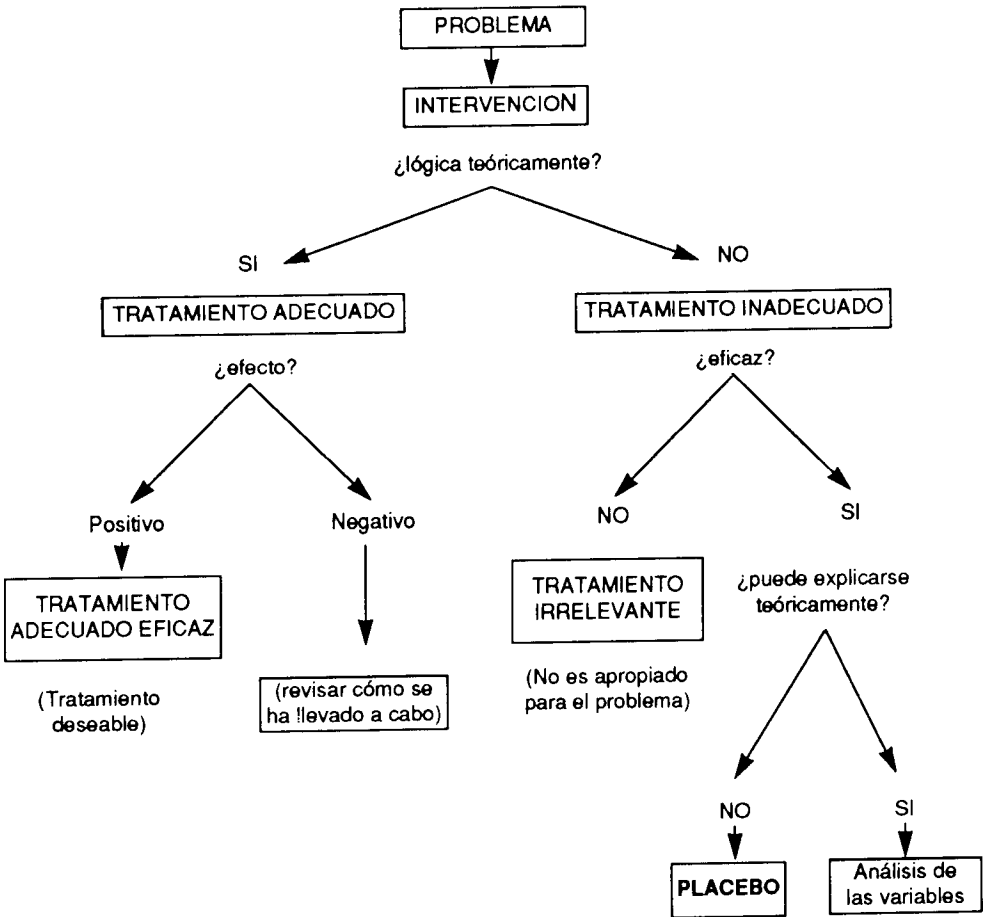 PROBLEMA
INTERVENCION
¿lógica teóricamente?
SI
NO
TRATAMIENTO ADECUADO
TRATAMIENTO INADECUADO
¿efecto?
¿eficaz?
Positivo
Negativo
NO
SI
TRATAMIENTO
ADECUADO EFICAZ
(Tratamiento
deseable)
(revisar cómo se
ha llevado a cabo)
TRATAMIENTO
IRRELEVANTE
(No es apropiado
para el problema)
¿puede explicarse
teóricamente?
NO
SI
PLACEBO
Análisis de
las variables